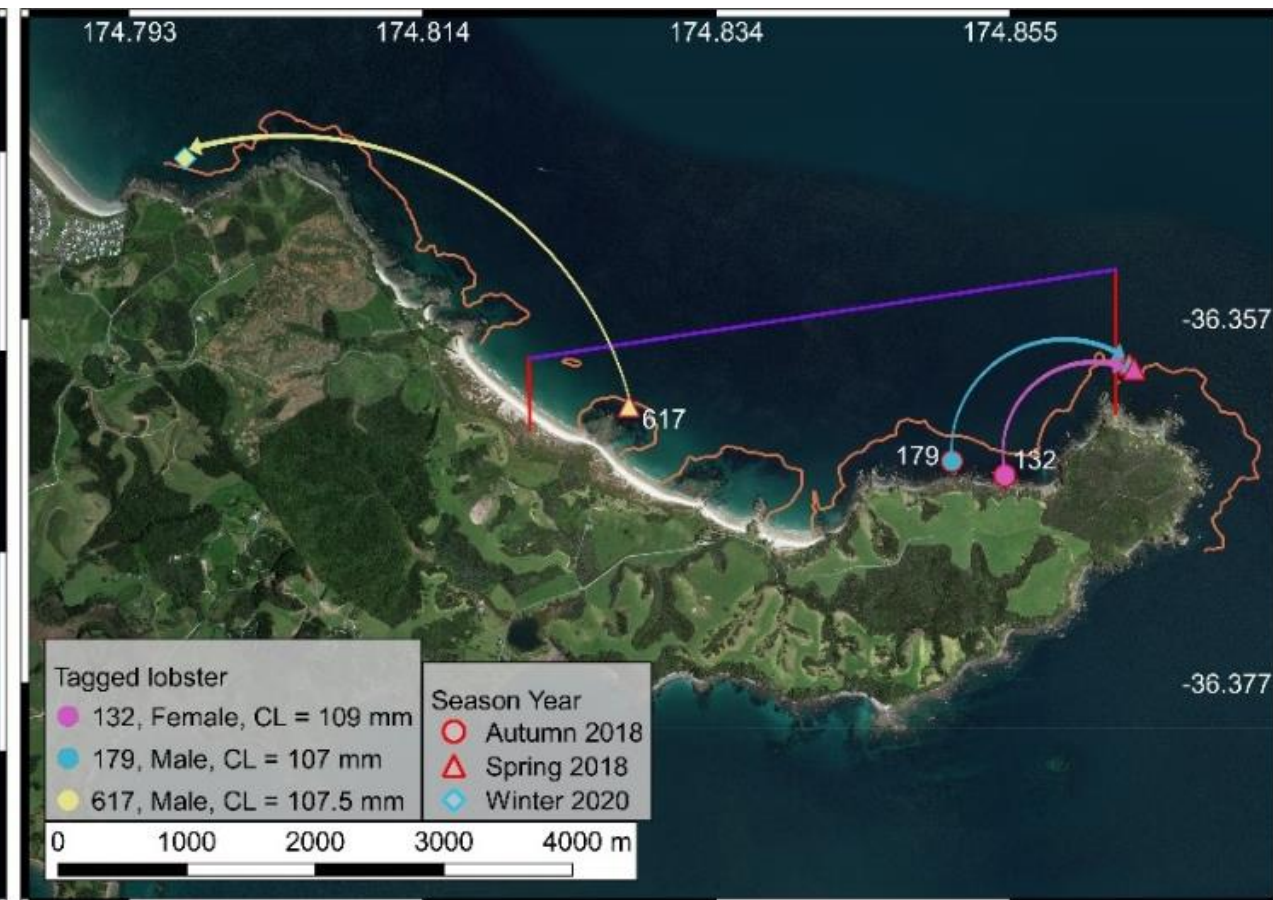 174.793 174.814 174.834 174.855
-36.357
617
179 132
-36.377
Tagged lobster
132, Female, CL = 109 mm
179, Male, CL = 107 mm
617, Male, CL = 107.5 mm
Season Year
Autumn 2018
Spring 2018
Winter 2020
0 1000 2000 3000 4000 m